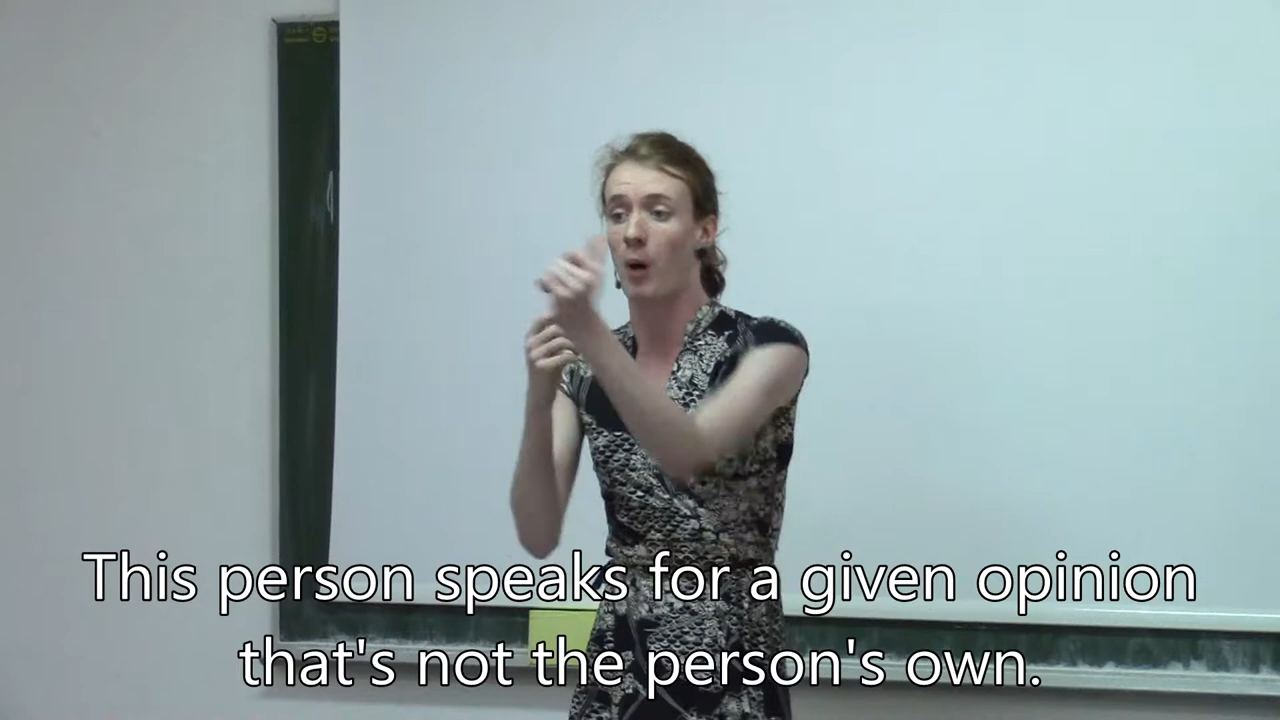 This person speaks for a given opinion
that's not the person's own.